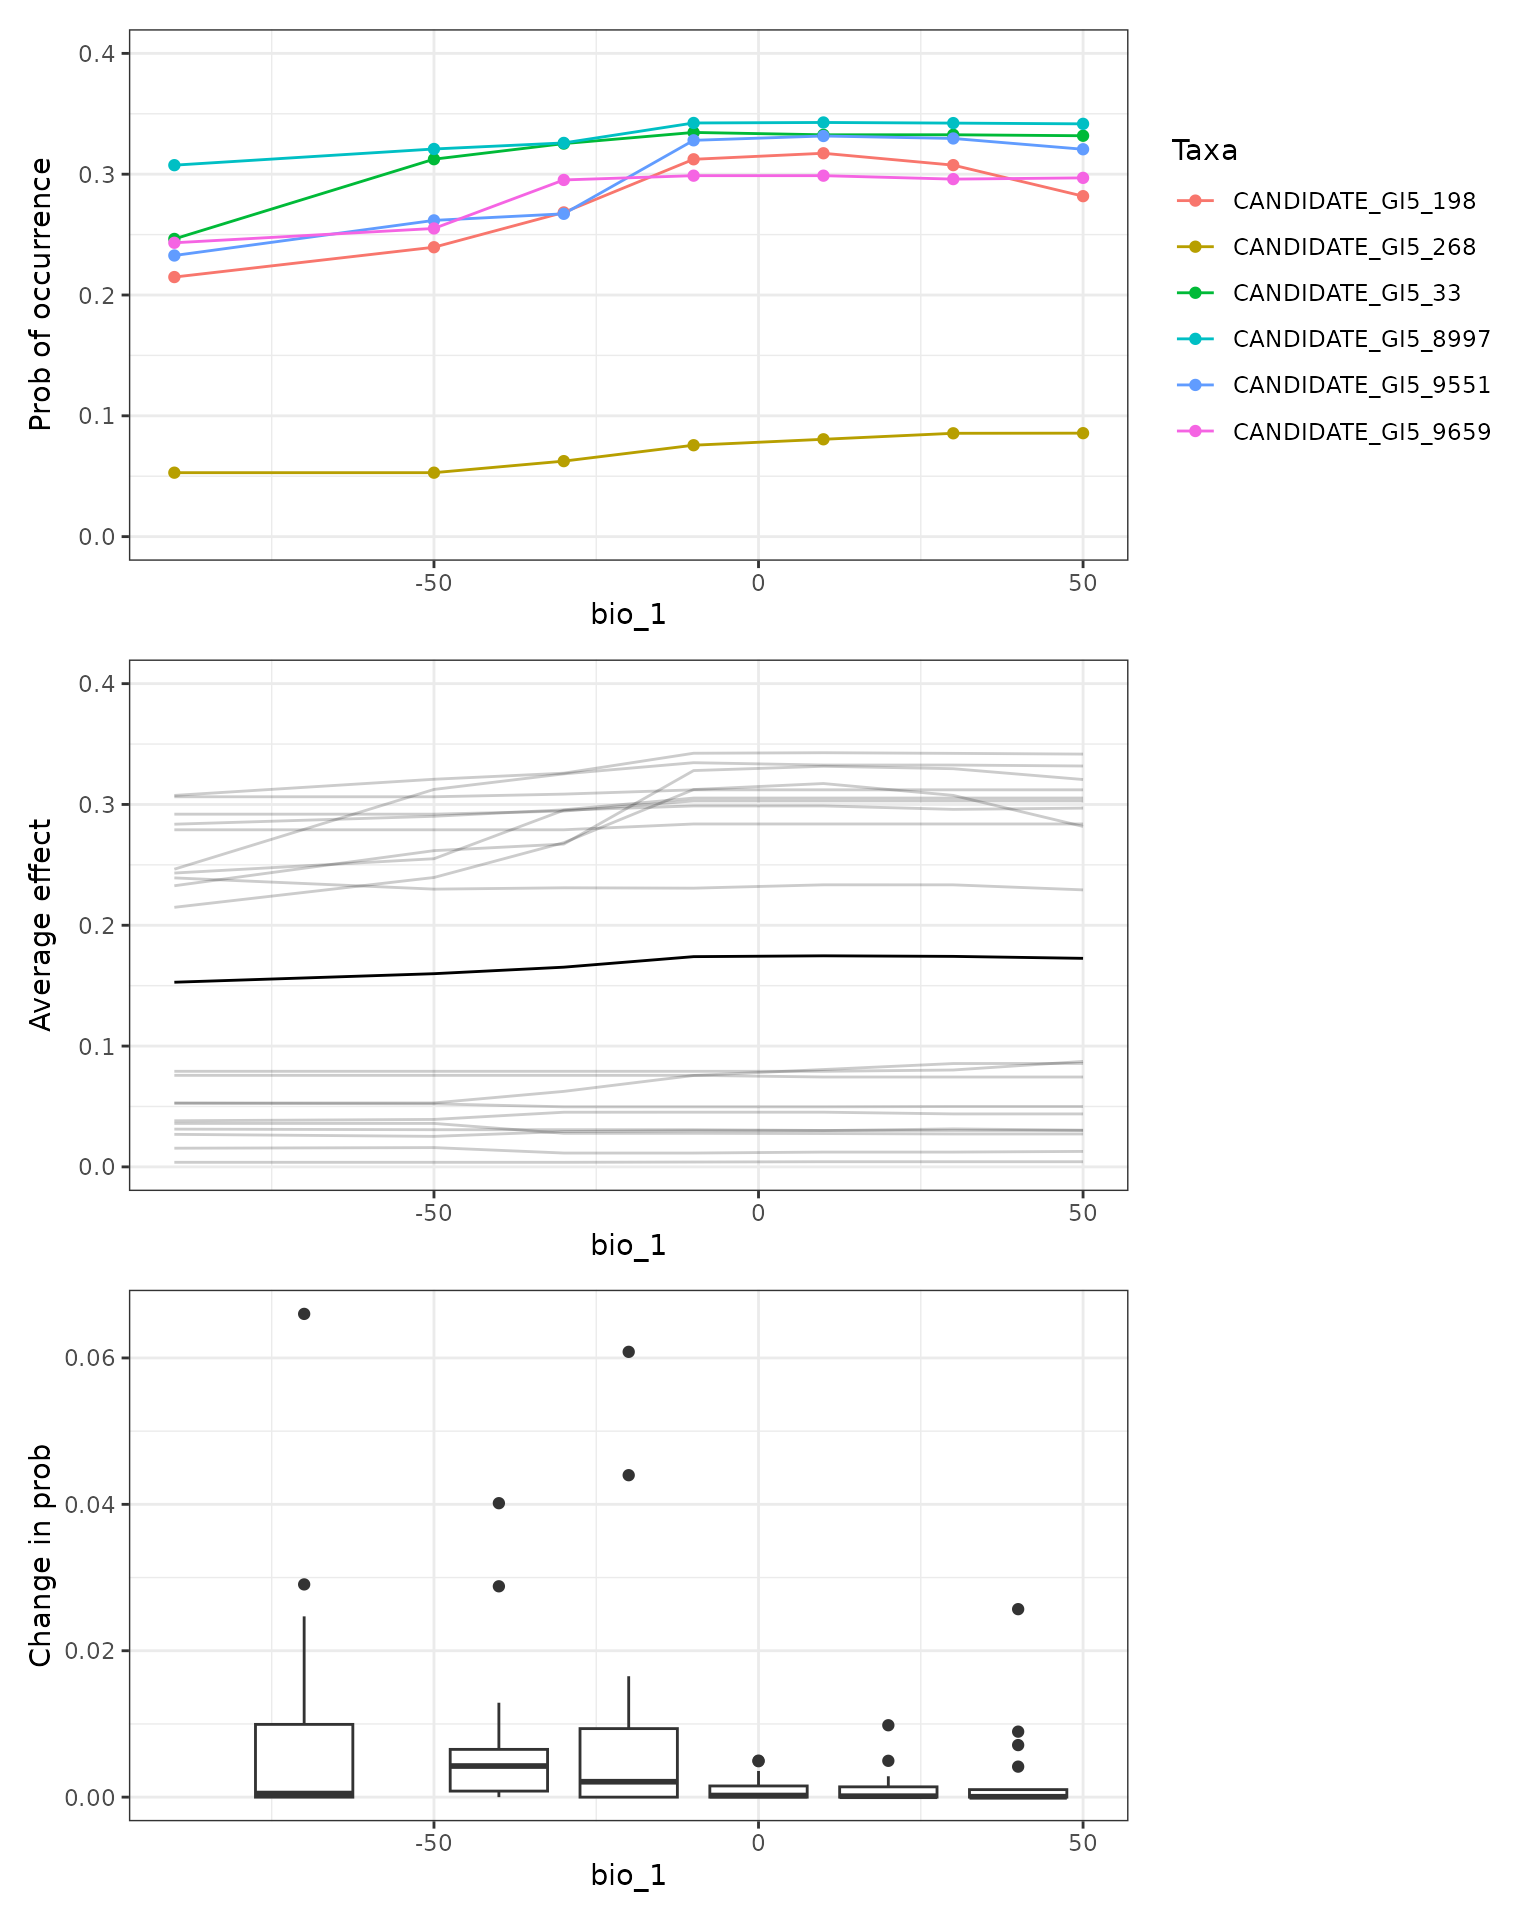 0.4
0.3
0.2
0.1
0.0
Prob of occurrence
-50
0
50
bio_1
Taxa
CANDIDATE_GI5_198
CANDIDATE_GI5_268
CANDIDATE_GI5_33
CANDIDATE_GI5_8997
CANDIDATE_GI5_9551
CANDIDATE_GI5_9659
0.4
0.3
0.2
0.1
0.0
Average effect
-50
0
50
bio_1
0.06
0.04
0.02
0.00
Change in prob
-50
0
50
bio_1